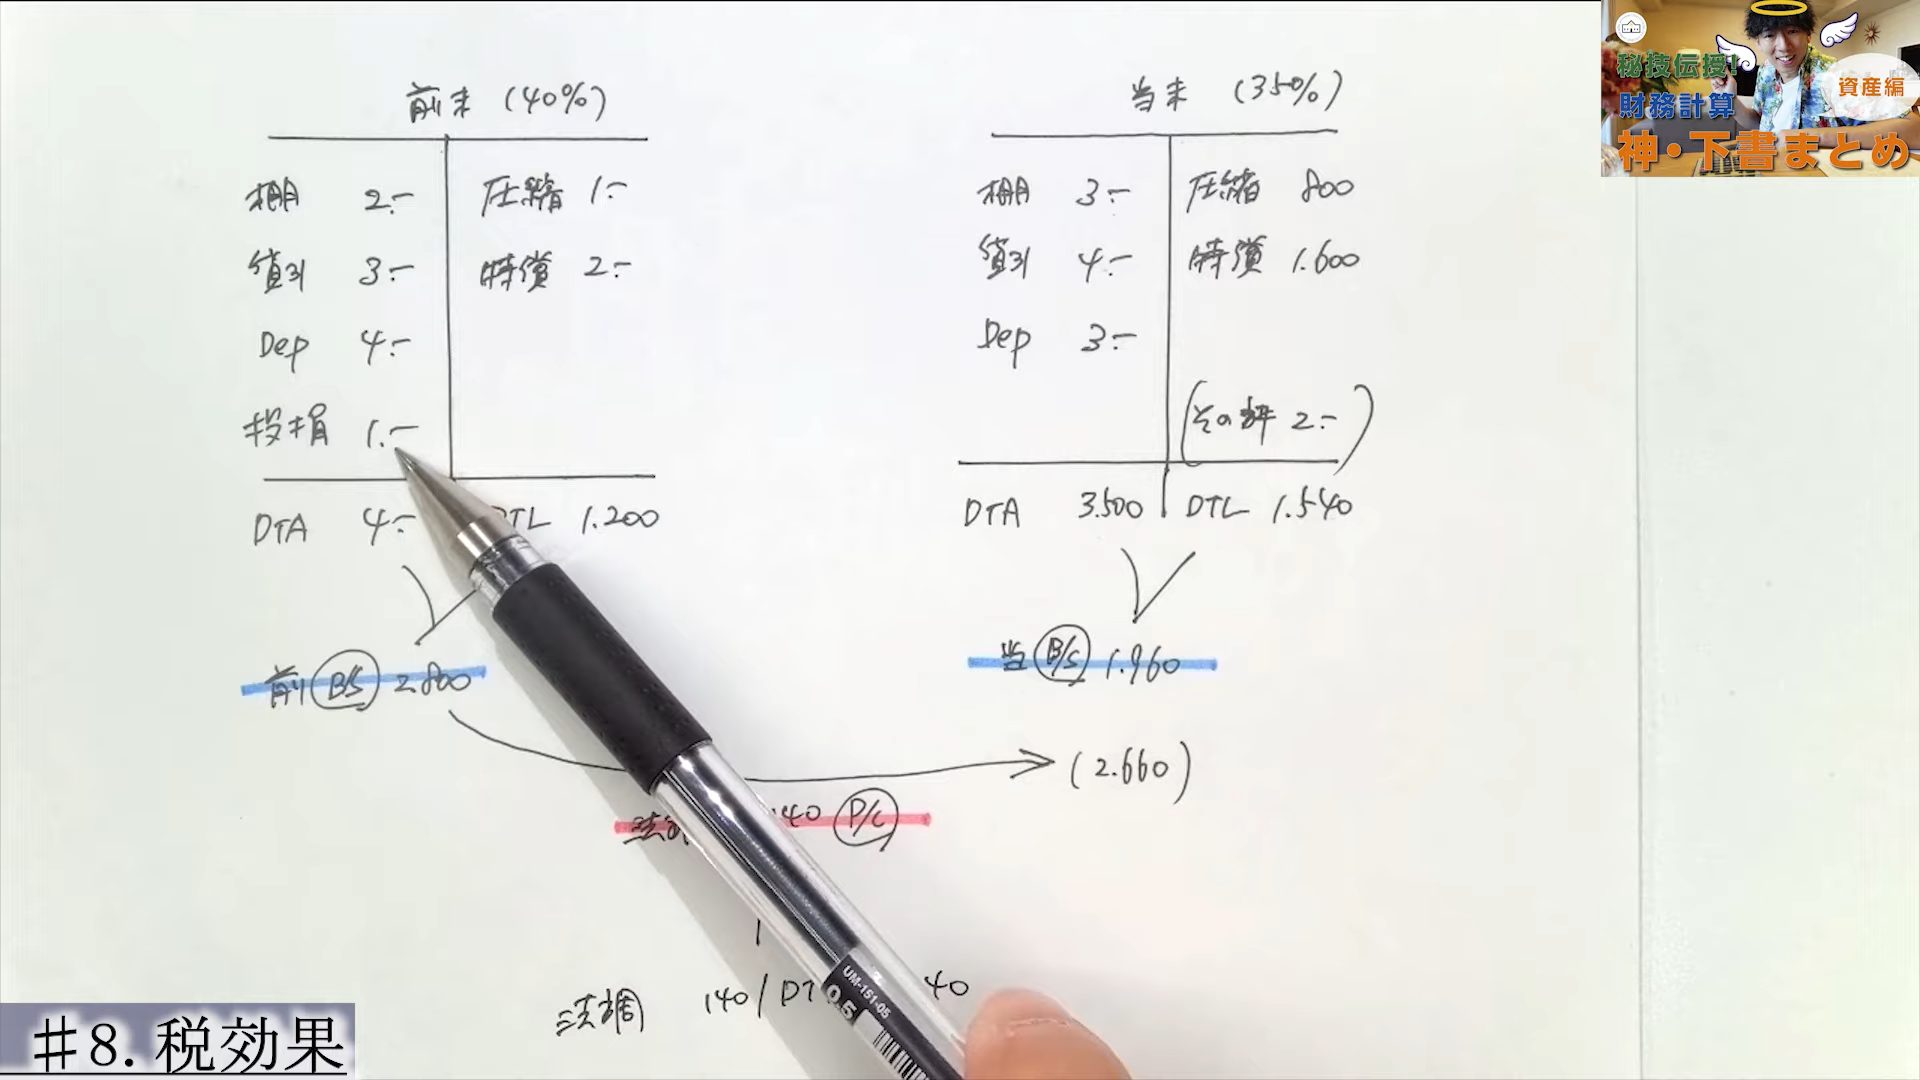 前末 (40%)
棚 2.- 圧縮 1.-
貸引 3.- 特償 2.-
Dep 4.-
投損 1.-
DTA 4.- DTL 1.200
前 B/S 2.800
当末 (35%)
棚 3.- 圧縮 800
貸引 4.- 特償 1.600
Dep 3.-
(その評 2.-)
DTA 3.500 DTL 1.540
当 B/S 1.960
(2.660)
140 P/L
法調 140 / DT 40
UM-151-05
0.5
秘技伝授!
財務計算
資産編
神・下書まとめ
#8.税効果